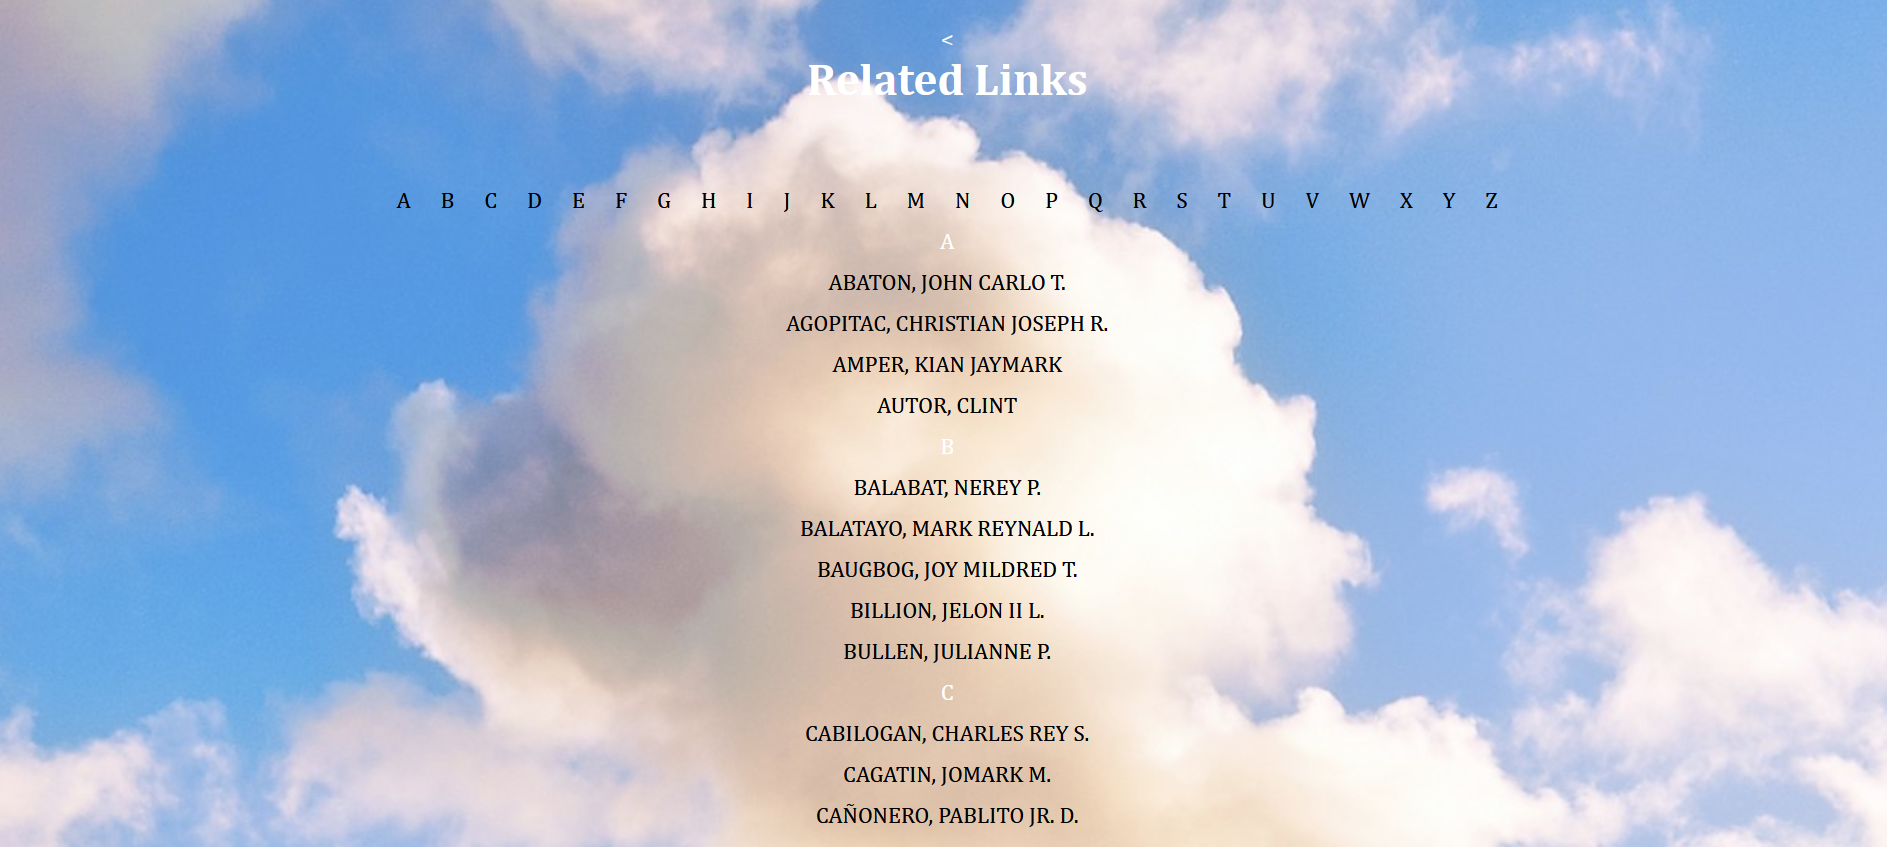 <
Related Links
A B C D E F G H I J K L M N O P Q R S T U V W X Y Z
A
ABATON, JOHN CARLO T.
AGOPITAC, CHRISTIAN JOSEPH R.
AMPER, KIAN JAYMARK
AUTOR, CLINT
B
BALABAT, NEREY P.
BALATAYO, MARK REYNALD L.
BAUGBOG, JOY MILDRED T.
BILLION, JELON II L.
BULLEN, JULIANNE P.
C
CABILOGAN, CHARLES REY S.
CAGATIN, JOMARK M.
CAÑONERO, PABLITO JR. D.